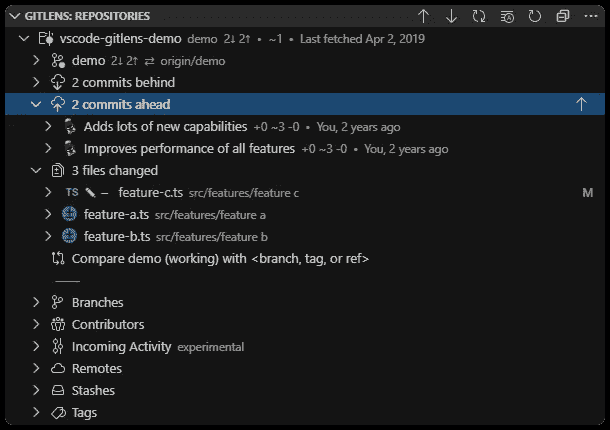 GITLENS: REPOSITORIES
vscode-gitlens-demo demo 2↓ 2↑ • ~1 • Last fetched Apr 2, 2019
demo 2↓ 2↑ ⇄ origin/demo
2 commits behind
2 commits ahead
Adds lots of new capabilities +0 ~3 -0 • You, 2 years ago
Improves performance of all features +0 ~3 -0 • You, 2 years ago
3 files changed
TS – feature-c.ts src/features/feature c M
feature-a.ts src/features/feature a
feature-b.ts src/features/feature b
Compare demo (working) with <branch, tag, or ref>
Branches
Contributors
Incoming Activity experimental
Remotes
Stashes
Tags